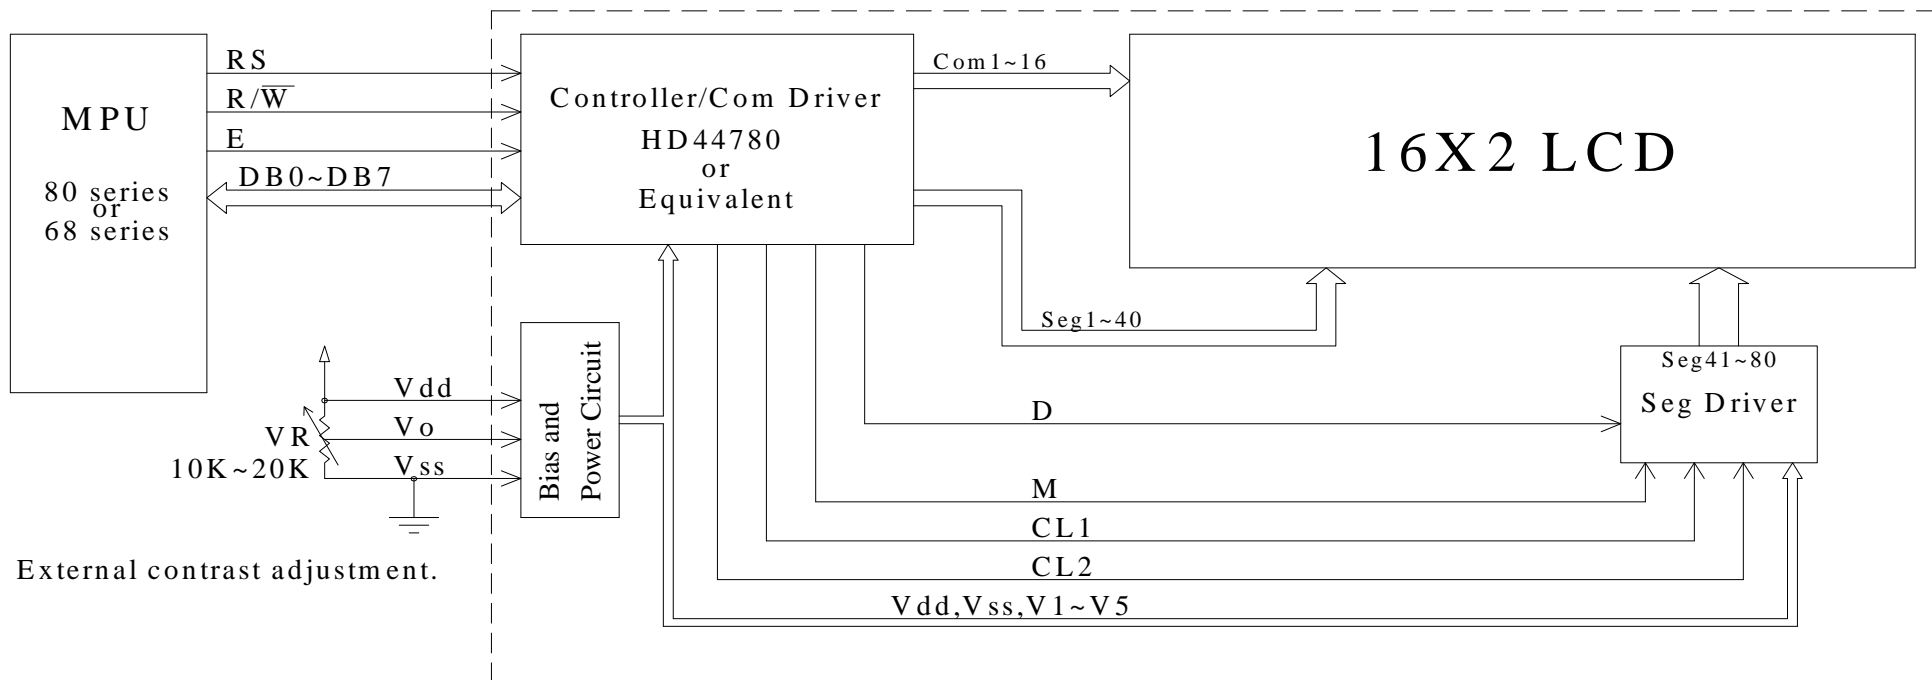 RS
R/W̅
E
DB0~DB7
MPU
80 series
or
68 series
Controller/Com Driver
HD44780
or
Equivalent
Com1~16
16X2 LCD
Seg1~40
Seg41~80
Seg Driver
D
M
CL1
CL2
Vdd,Vss,V1~V5
Bias and
Power Circuit
Vdd
Vo
Vss
VR
10K~20K
External contrast adjustment.